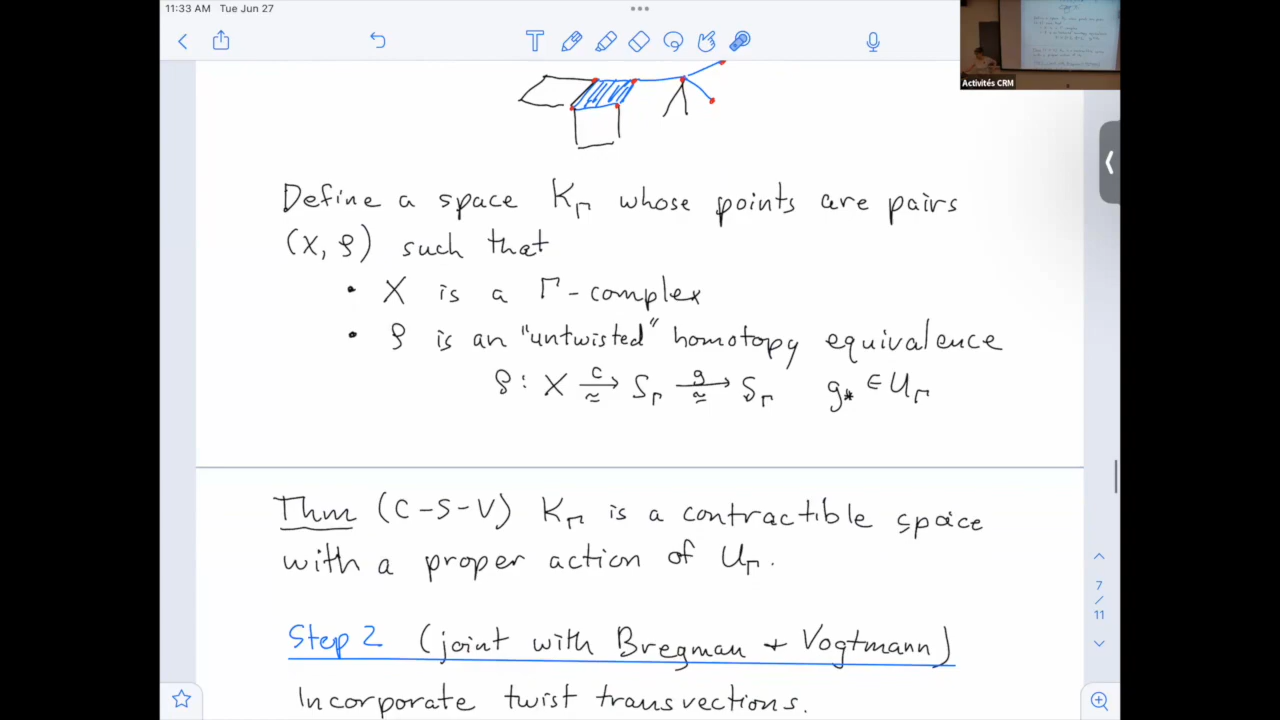 11:33 AM Tue Jun 27
Activités CRM
Define a space K_Γ whose points are pairs
(X, ρ) such that
• X is a Γ-complex
• ρ is an "untwisted" homotopy equivalence
ρ: X \xrightarrow[≃]{c} S_Γ \xrightarrow[≃]{g} S_Γ g_* ∈ U_Γ
Thm (C-S-V) K_Γ is a contractible space
with a proper action of U_Γ.
Step 2 (joint with Bregman + Vogtmann)
Incorporate twist transvections.
7
/
11